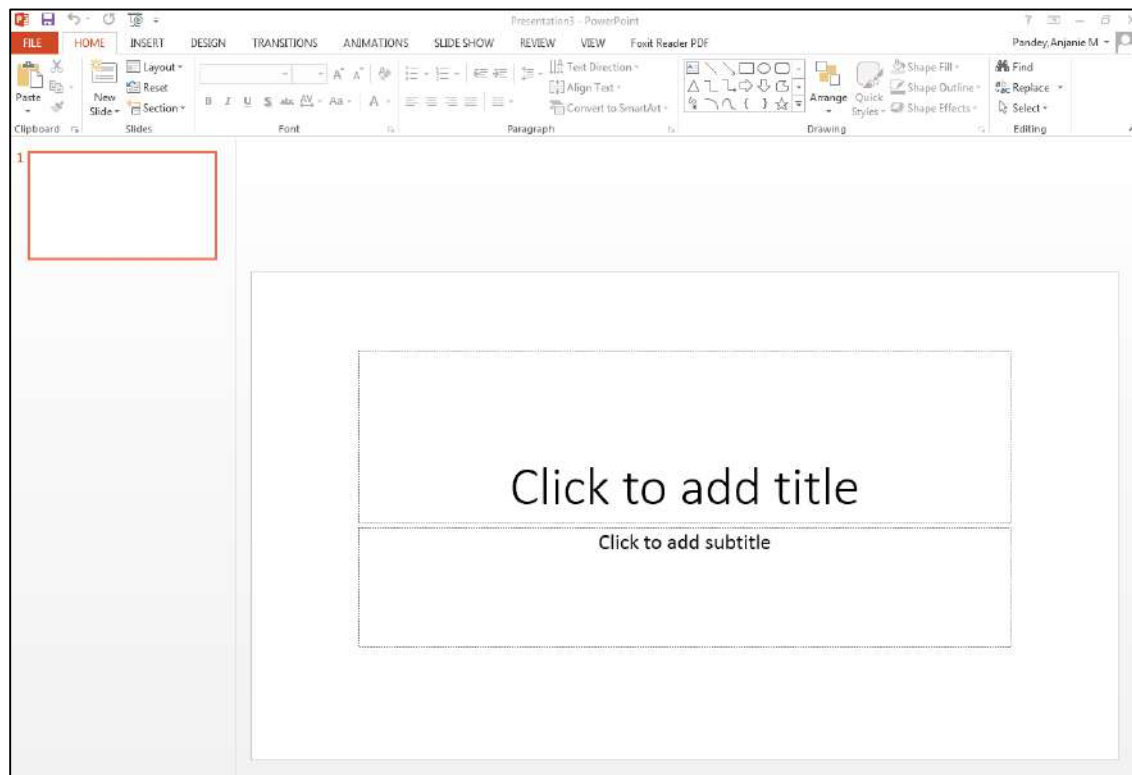 Presentation3 - PowerPoint
FILE HOME INSERT DESIGN TRANSITIONS ANIMATIONS SLIDE SHOW REVIEW VIEW Foxit Reader PDF Pandey,Anjanie M
Paste
New Slide
Layout
Reset
Section
B I U S abc AV Aa A
Text Direction
Align Text
Convert to SmartArt
Arrange
Quick Styles
Shape Fill
Shape Outline
Shape Effects
Find
Replace
Select
Clipboard Slides Font Paragraph Drawing Editing
1
Click to add title
Click to add subtitle